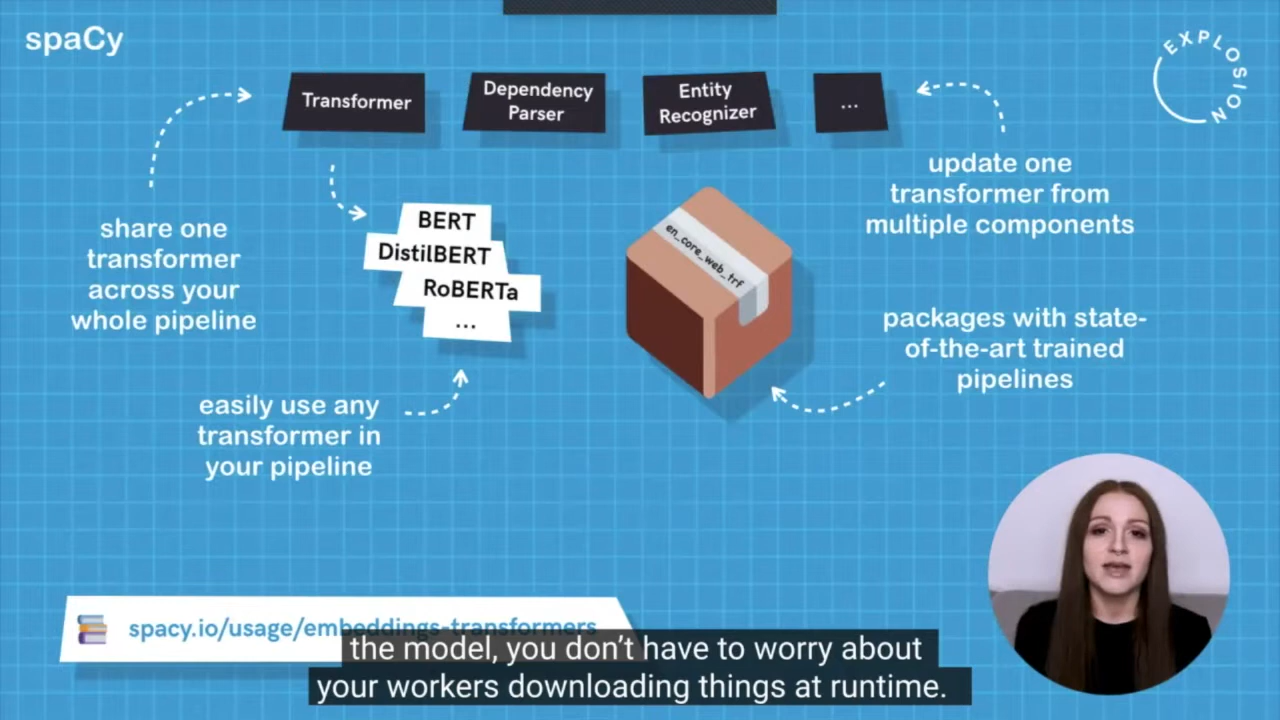 spaCy
EXPLOSION
Transformer
Dependency
Parser
Entity
Recognizer
...
share one
transformer
across your
whole pipeline
BERT
DistilBERT
RoBERTa
...
en_core_web_trf
update one
transformer from
multiple components
packages with state-
of-the-art trained
pipelines
easily use any
transformer in
your pipeline
spacy.io/usage/embeddings-transformers
the model, you don’t have to worry about
your workers downloading things at runtime.